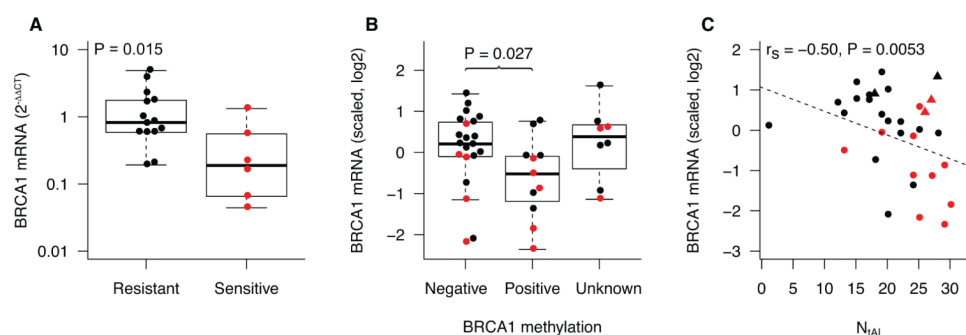 A
P = 0.015
BRCA1 mRNA (2^-ΔΔCT)
10
1
0.1
0.01
Resistant
Sensitive
B
P = 0.027
BRCA1 mRNA (scaled, log2)
2
1
0
−1
−2
Negative
Positive
Unknown
BRCA1 methylation
C
rs = −0.50, P = 0.0053
BRCA1 mRNA (scaled, log2)
2
1
0
−1
−2
−3
0
5
10
15
20
25
30
NtAI